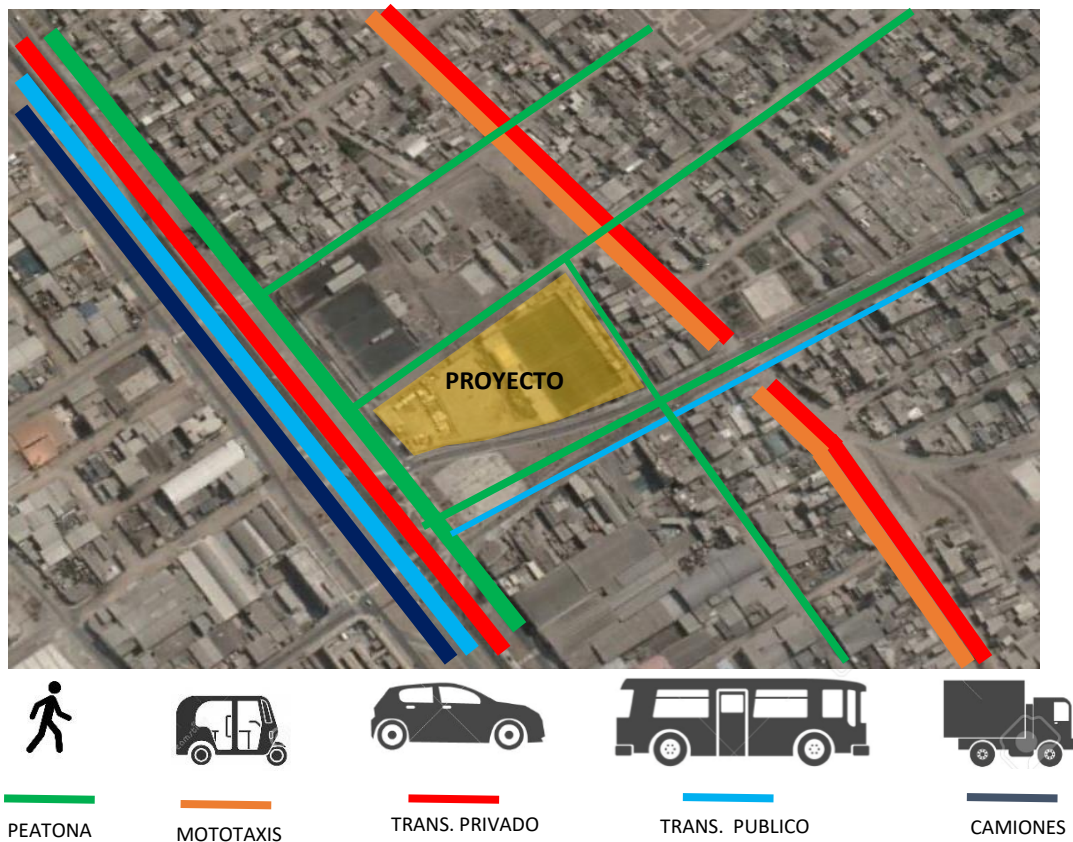 PROYECTO
PEATONA
MOTOTAXIS
TRANS. PRIVADO
TRANS. PUBLICO
CAMIONES